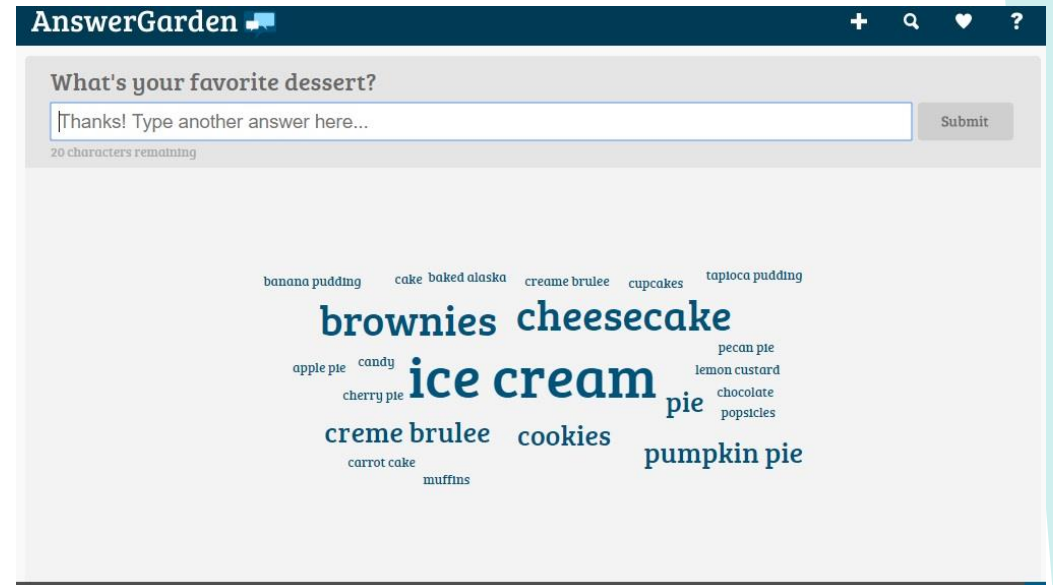 AnswerGarden
What's your favorite dessert?
Thanks! Type another answer here...
Submit
20 characters remaining
banana pudding cake baked alaska creame brulee cupcakes tapioca pudding
brownies cheesecake
pecan pie
apple pie candy ice cream lemon custard
cherry pie pie chocolate
popsicles
creme brulee cookies
pumpkin pie
carrot cake
muffins